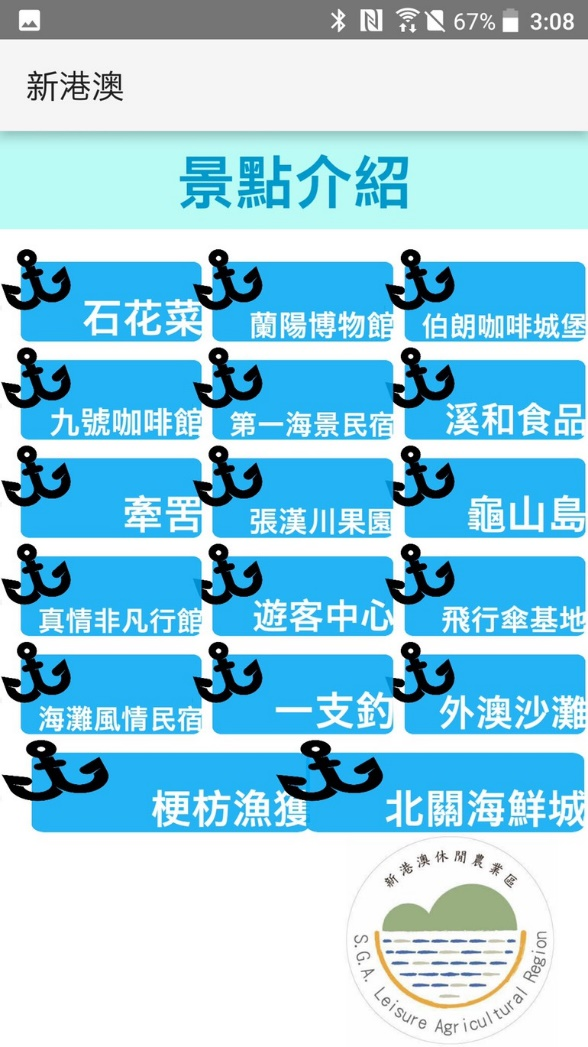 67% 3:08
新港澳
景點介紹
石花菜 蘭陽博物館 伯朗咖啡城堡
九號咖啡館 第一海景民宿 溪和食品
牽罟 張漢川果園 龜山島
真情非凡行館 遊客中心 飛行傘基地
海灘風情民宿 一支釣 外澳沙灘
梗枋漁獲 北關海鮮城
新港澳休閒農業區
S.G.A. Leisure Agricultural Region